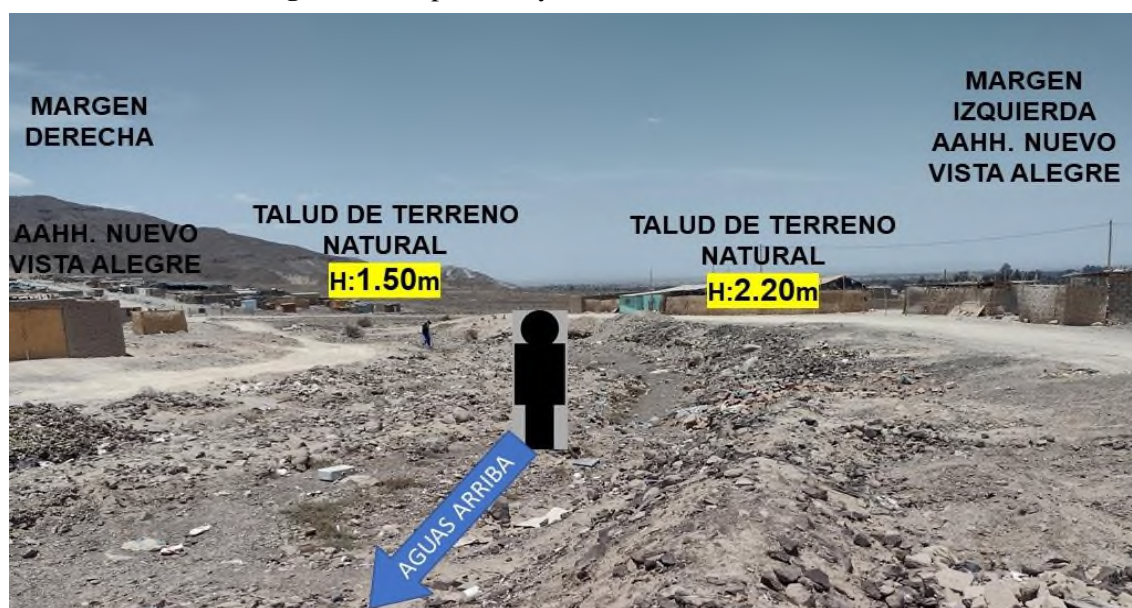 MARGEN
DERECHA
MARGEN
IZQUIERDA
AAHH. NUEVO
VISTA ALEGRE
AAHH. NUEVO
VISTA ALEGRE
TALUD DE TERRENO
NATURAL
H:1.50m
TALUD DE TERRENO
NATURAL
H:2.20m
AGUAS ARRIBA